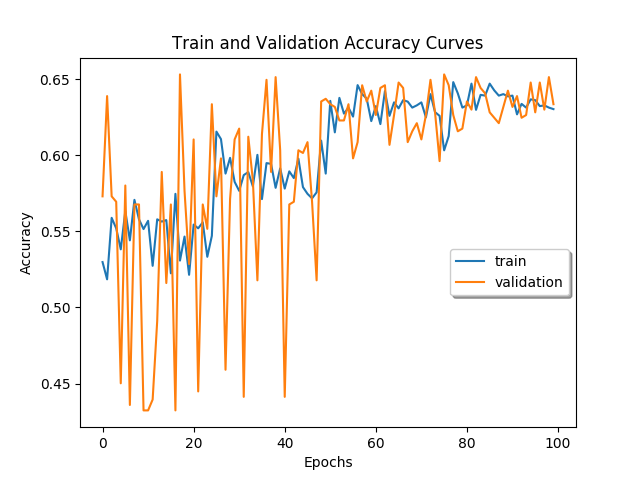 Train and Validation Accuracy Curves
0.65
0.60
0.55
0.50
0.45
Accuracy
train
validation
0 20 40 60 80 100
Epochs